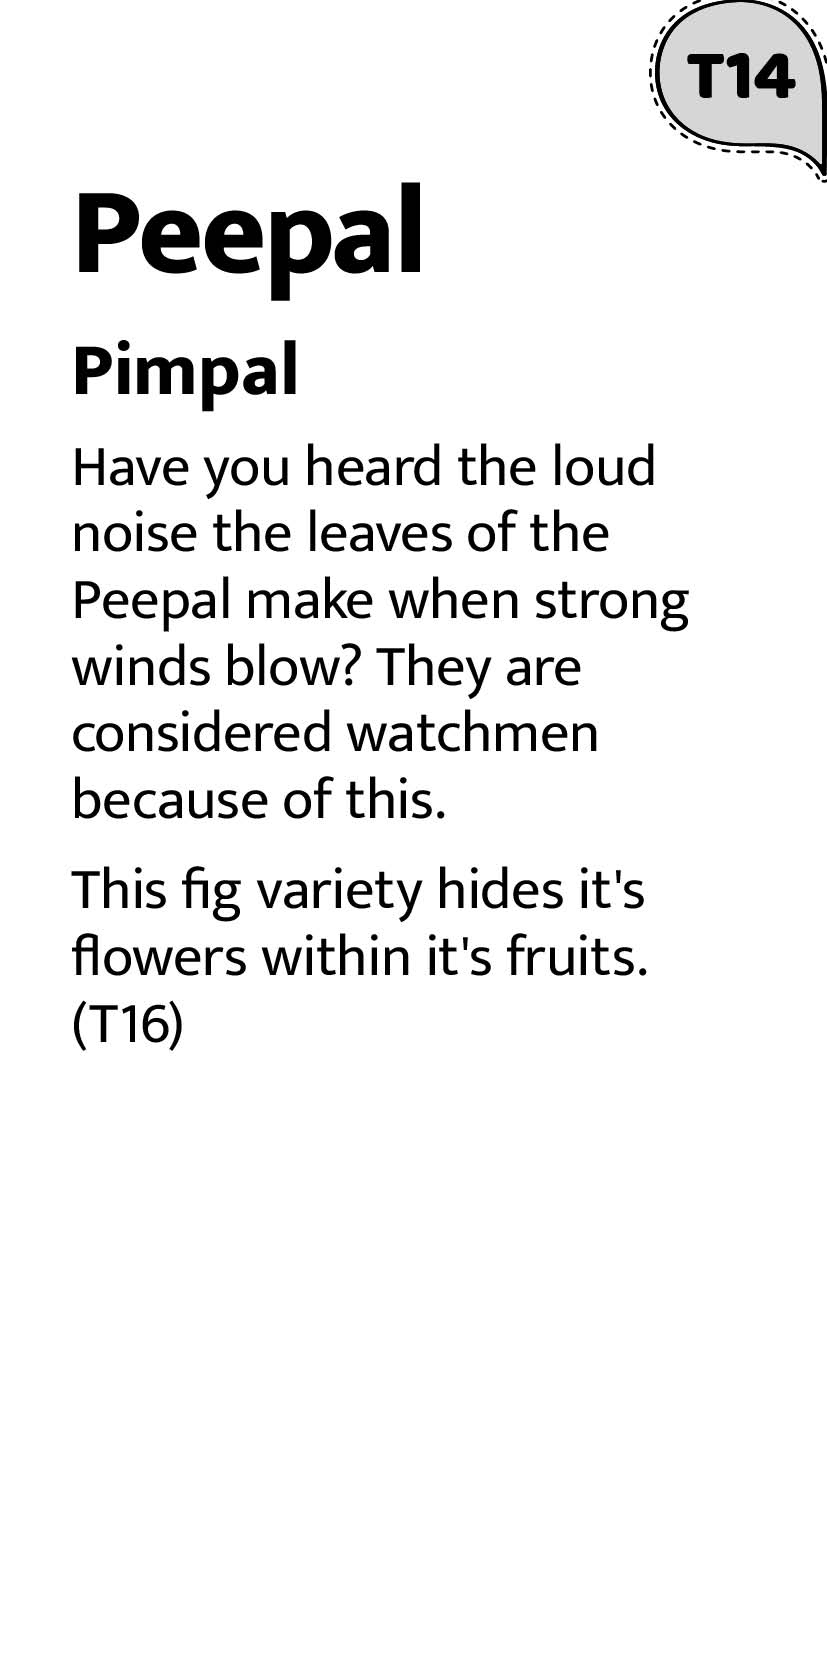 T14
Peepal
Pimpal
Have you heard the loud
noise the leaves of the
Peepal make when strong
winds blow? They are
considered watchmen
because of this.
This fig variety hides it's
flowers within it's fruits.
(T16)